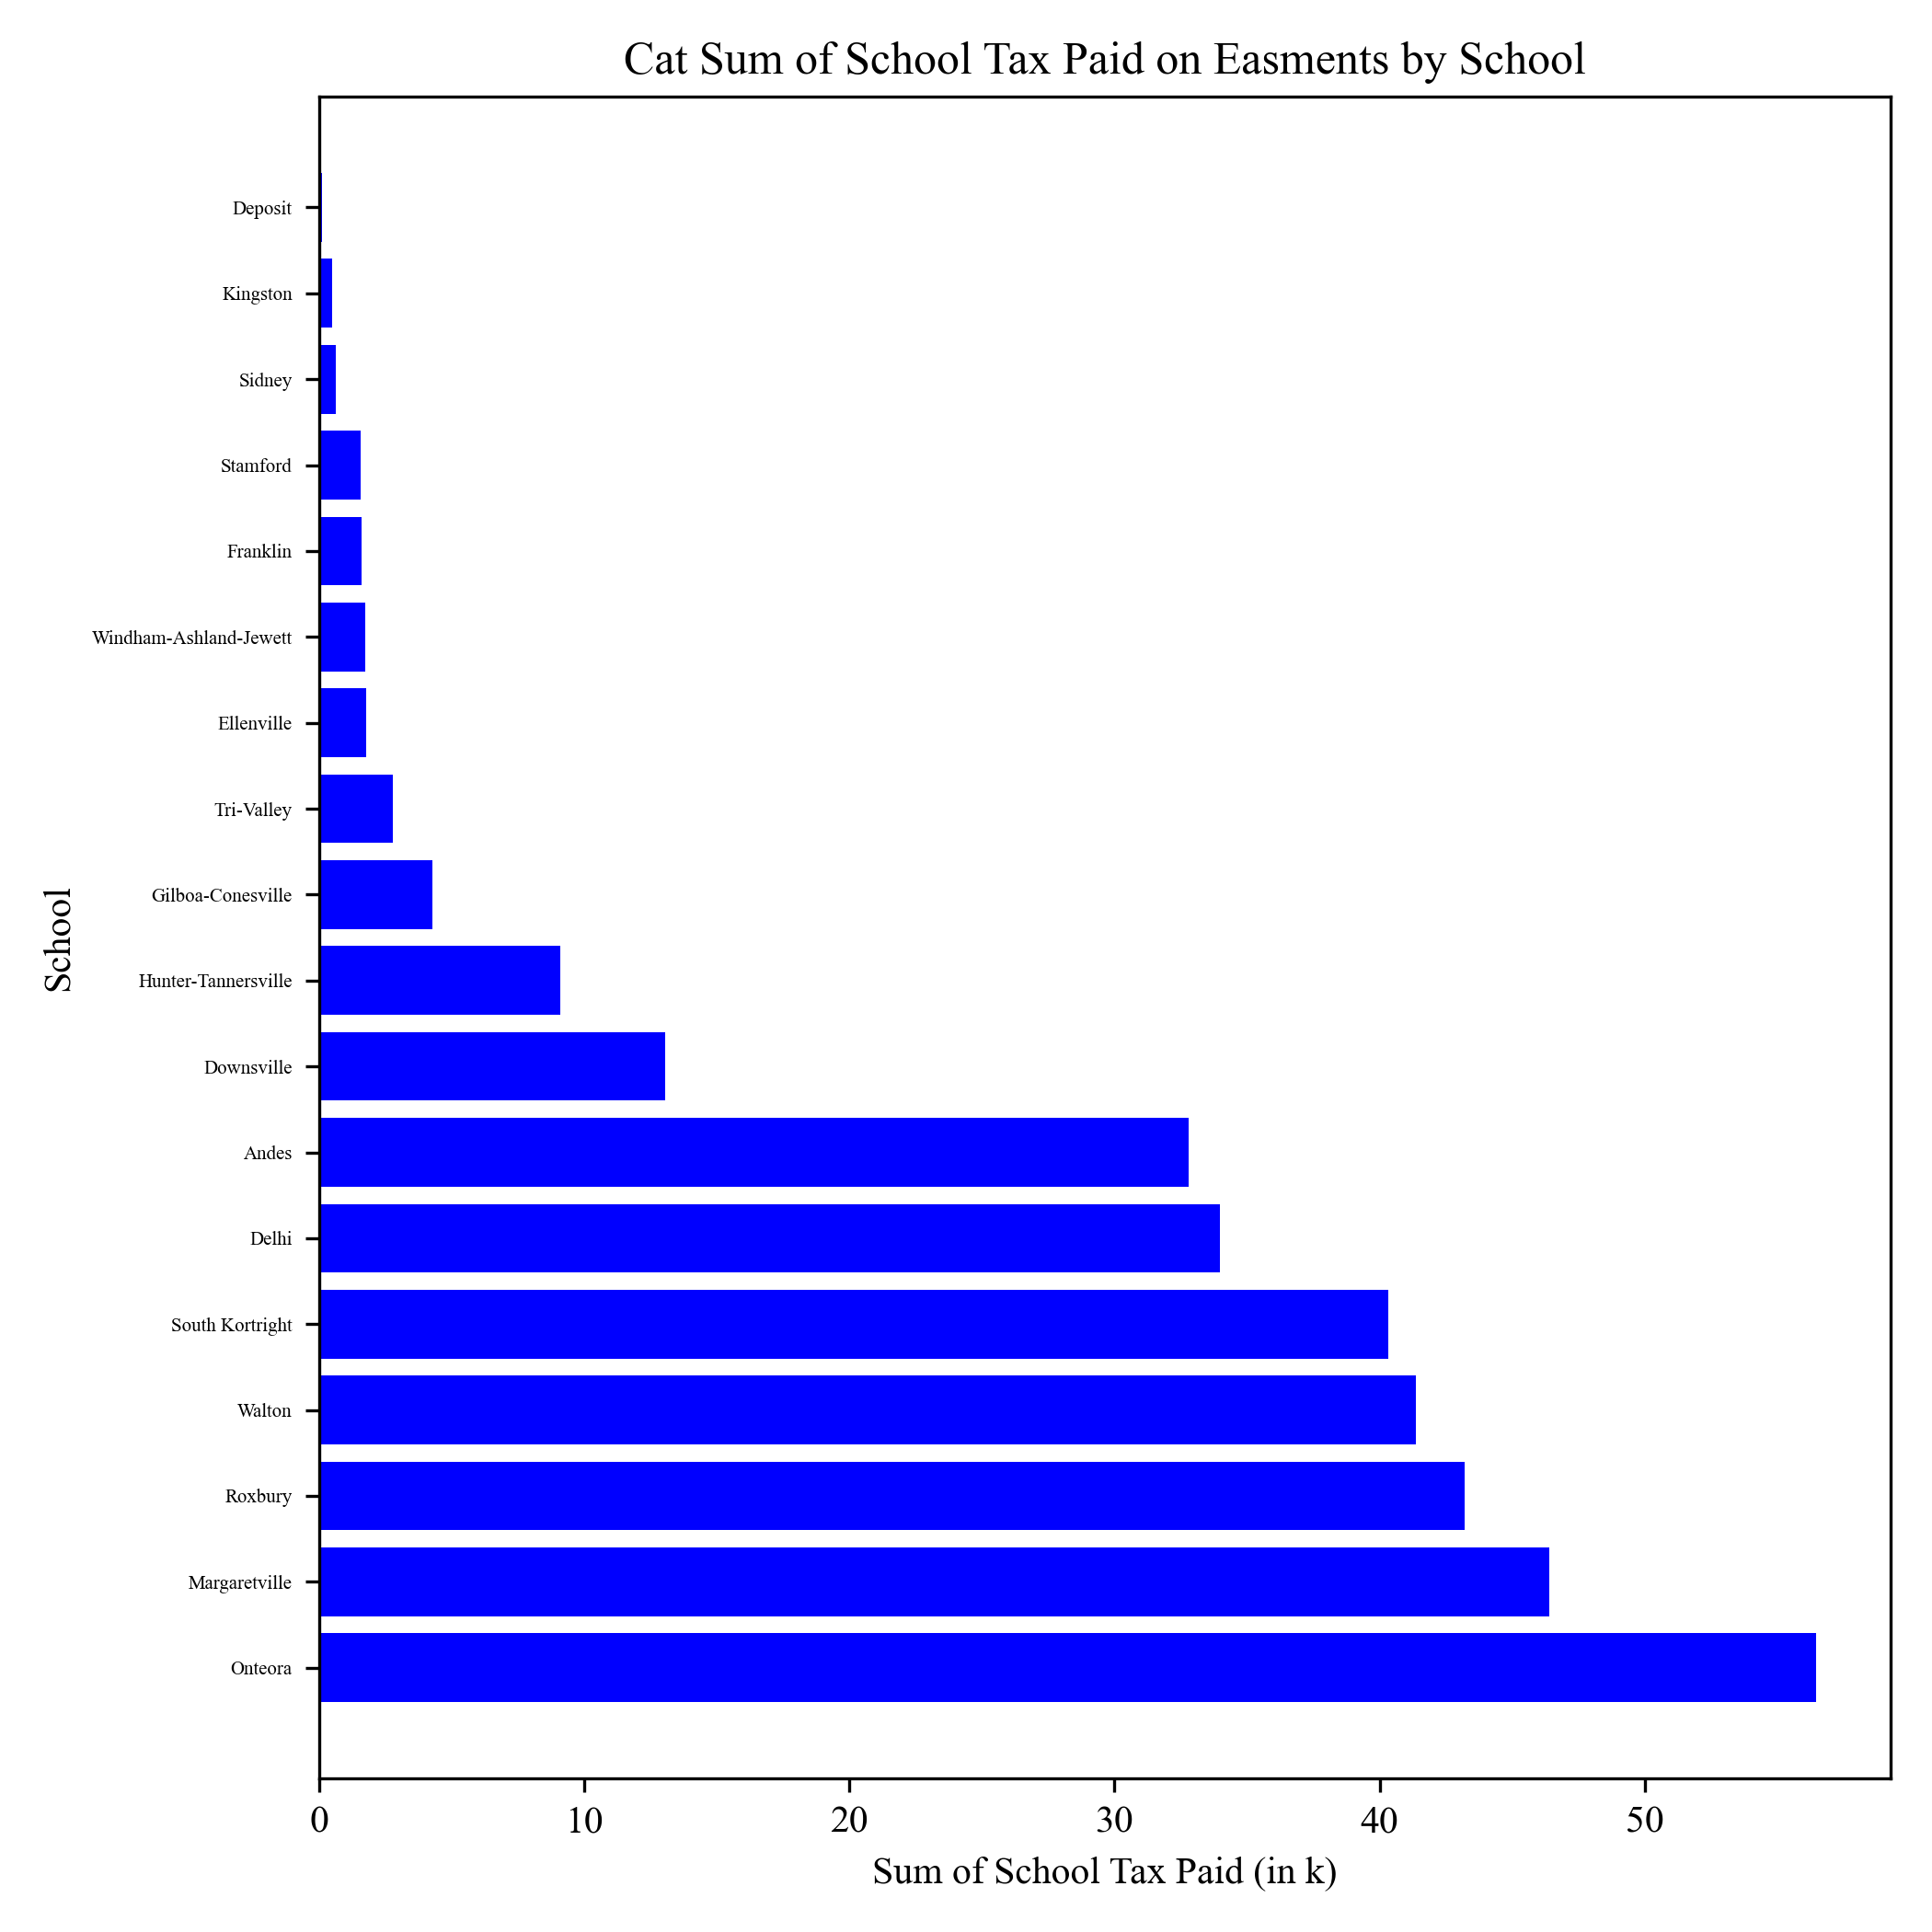 Cat Sum of School Tax Paid on Easments by School
Deposit
Kingston
Sidney
Stamford
Franklin
Windham-Ashland-Jewett
Ellenville
Tri-Valley
Gilboa-Conesville
Hunter-Tannersville
Downsville
Andes
Delhi
South Kortright
Walton
Roxbury
Margaretville
Onteora
School
0 10 20 30 40 50
Sum of School Tax Paid (in k)